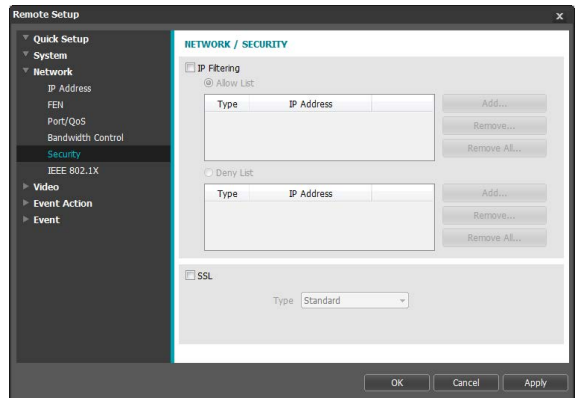 Remote Setup
x
Quick Setup
System
Network
IP Address
FEN
Port/QoS
Bandwidth Control
Security
IEEE 802.1X
Video
Event Action
Event
NETWORK / SECURITY
IP Filtering
Allow List
Type IP Address
Add...
Remove...
Remove All...
Deny List
Type IP Address
Add...
Remove...
Remove All...
SSL
Type Standard
OK Cancel Apply